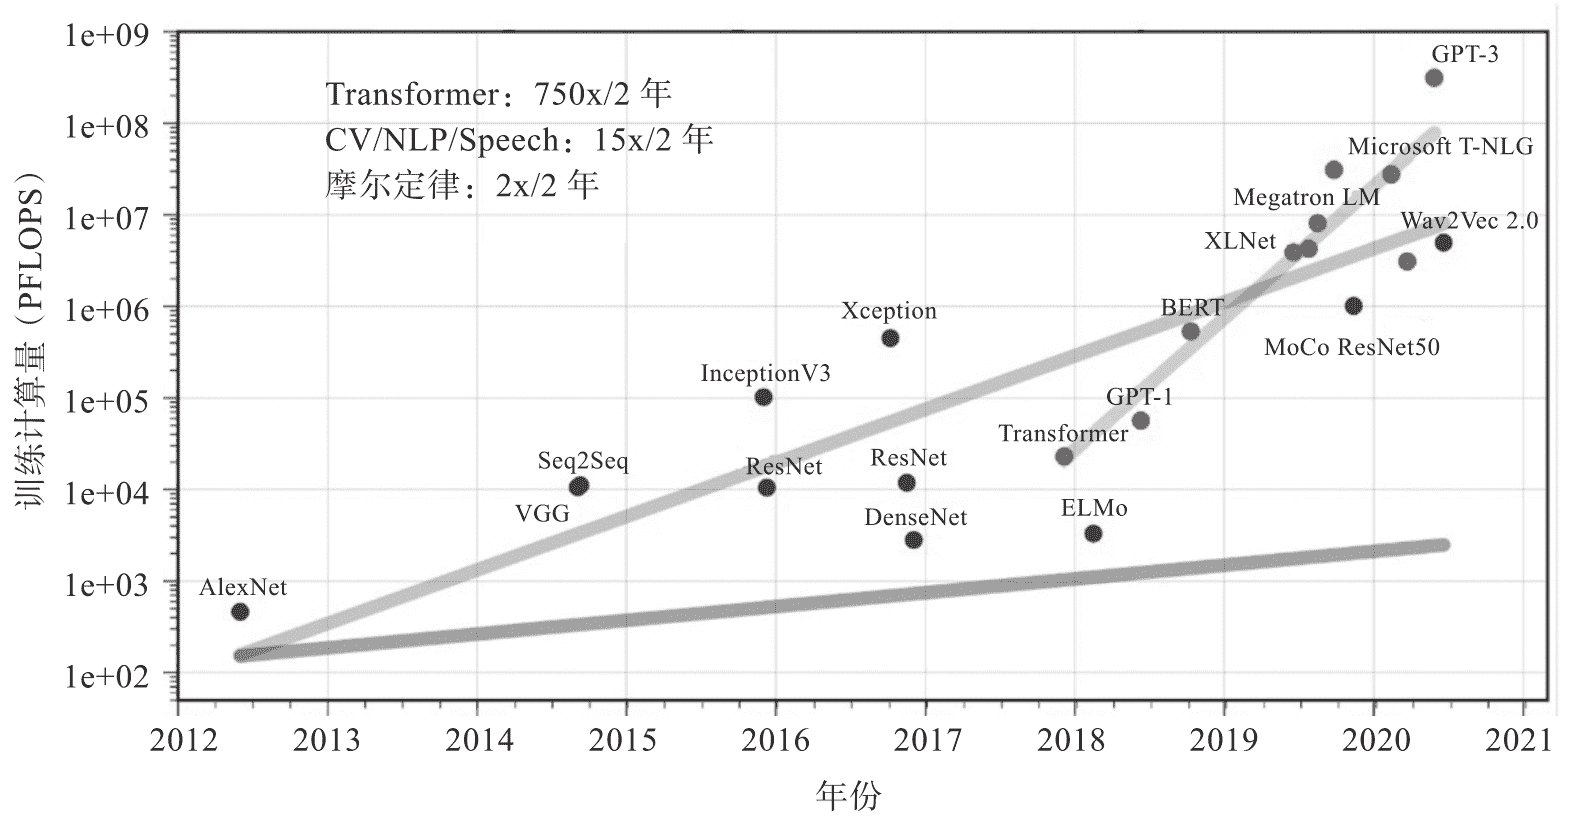 1e+09
1e+08
1e+07
1e+06
1e+05
1e+04
1e+03
1e+02
训练计算量（PFLOPS）
Transformer：750x/2 年
CV/NLP/Speech：15x/2 年
摩尔定律：2x/2 年
GPT-3
Microsoft T-NLG
Megatron LM
Wav2Vec 2.0
XLNet
BERT
Xception
MoCo ResNet50
InceptionV3
GPT-1
Transformer
Seq2Seq
ResNet
ResNet
VGG
DenseNet
ELMo
AlexNet
2012 2013 2014 2015 2016 2017 2018 2019 2020 2021
年份